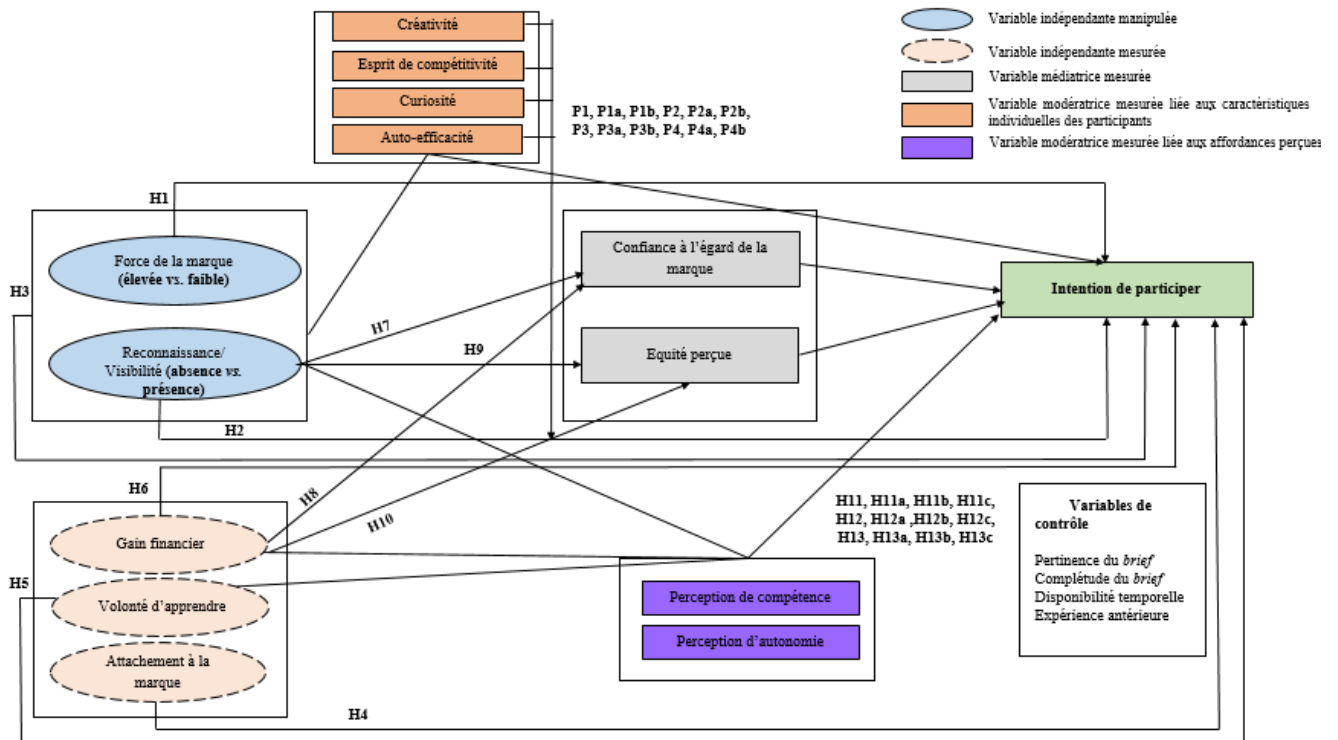 Créativité
Esprit de compétitivité
Curiosité
Auto-efficacité
P1, P1a, P1b, P2, P2a, P2b,
P3, P3a, P3b, P4, P4a, P4b
Variable indépendante manipulée
Variable indépendante mesurée
Variable médiatrice mesurée
Variable modératrice mesurée liée aux caractéristiques
individuelles des participants
Variable modératrice mesurée liée aux affordances perçues
H1
Force de la marque
(élevée vs. faible)
H3
Reconnaissance/
Visibilité (absence vs.
présence)
H2
H7
H9
Confiance à l'égard de la
marque
Equité perçue
Intention de participer
H6
H8
H10
Gain financier
H5
Volonté d'apprendre
Attachement à la
marque
H4
H11, H11a, H11b, H11c,
H12, H12a ,H12b, H12c,
H13, H13a, H13b, H13c
Perception de compétence
Perception d'autonomie
Variables de
contrôle
Pertinence du brief
Complétude du brief
Disponibilité temporelle
Expérience antérieure